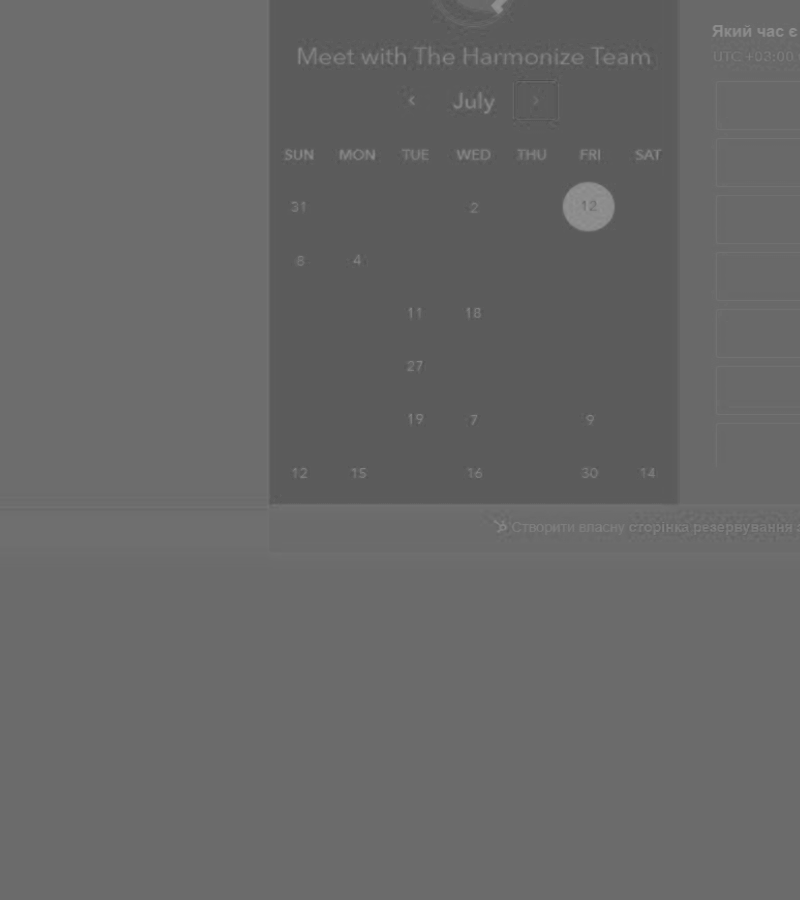 Meet with The Harmonize Team
‹ July ›
SUN MON TUE WED THU FRI SAT
31 2 12
4
11 18
27
19 7 9
12 15 16 30 14
Який час є
UTC +03:00
Створити власну сторінка резервування